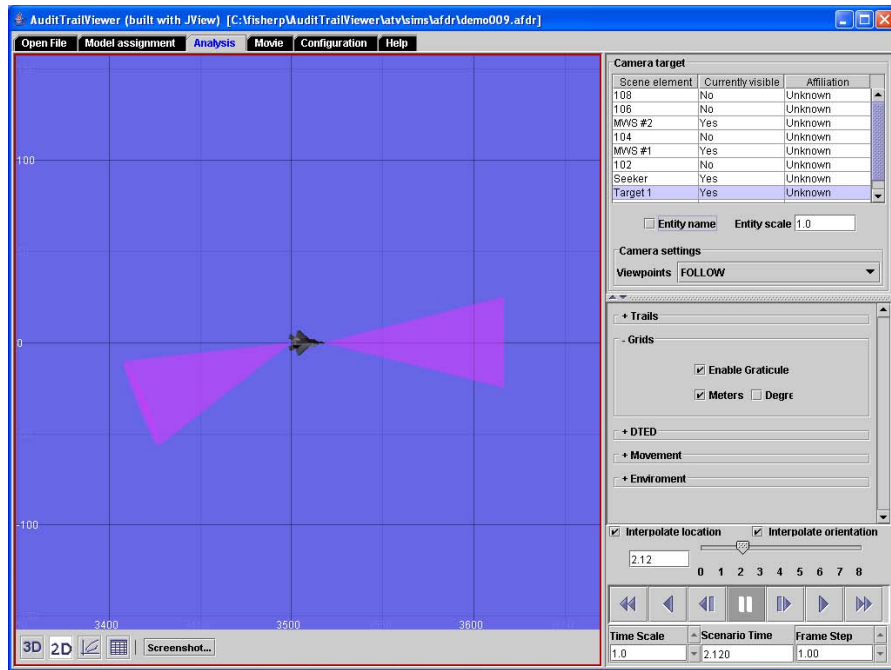 AuditTrailViewer (built with JView) [C:\fisherp\AuditTrailViewer\atv\sims\afdr\demo009.afdr]
Open File Model assignment Analysis Movie Configuration Help
100
0
-100
3400 3500 3600
3D 2D Screenshot...
Camera target
Scene element Currently visible Affiliation
108 No Unknown
106 No Unknown
MWS #2 Yes Unknown
104 No Unknown
MWS #1 Yes Unknown
102 No Unknown
Seeker Yes Unknown
Target 1 Yes Unknown
Entity name Entity scale 1.0
Camera settings
Viewpoints FOLLOW
+ Trails
- Grids
Enable Graticule
Meters Degre
+ DTED
+ Movement
+ Enviroment
Interpolate location Interpolate orientation
2.12
0 1 2 3 4 5 6 7 8
Time Scale Scenario Time Frame Step
1.0 2.120 1.00